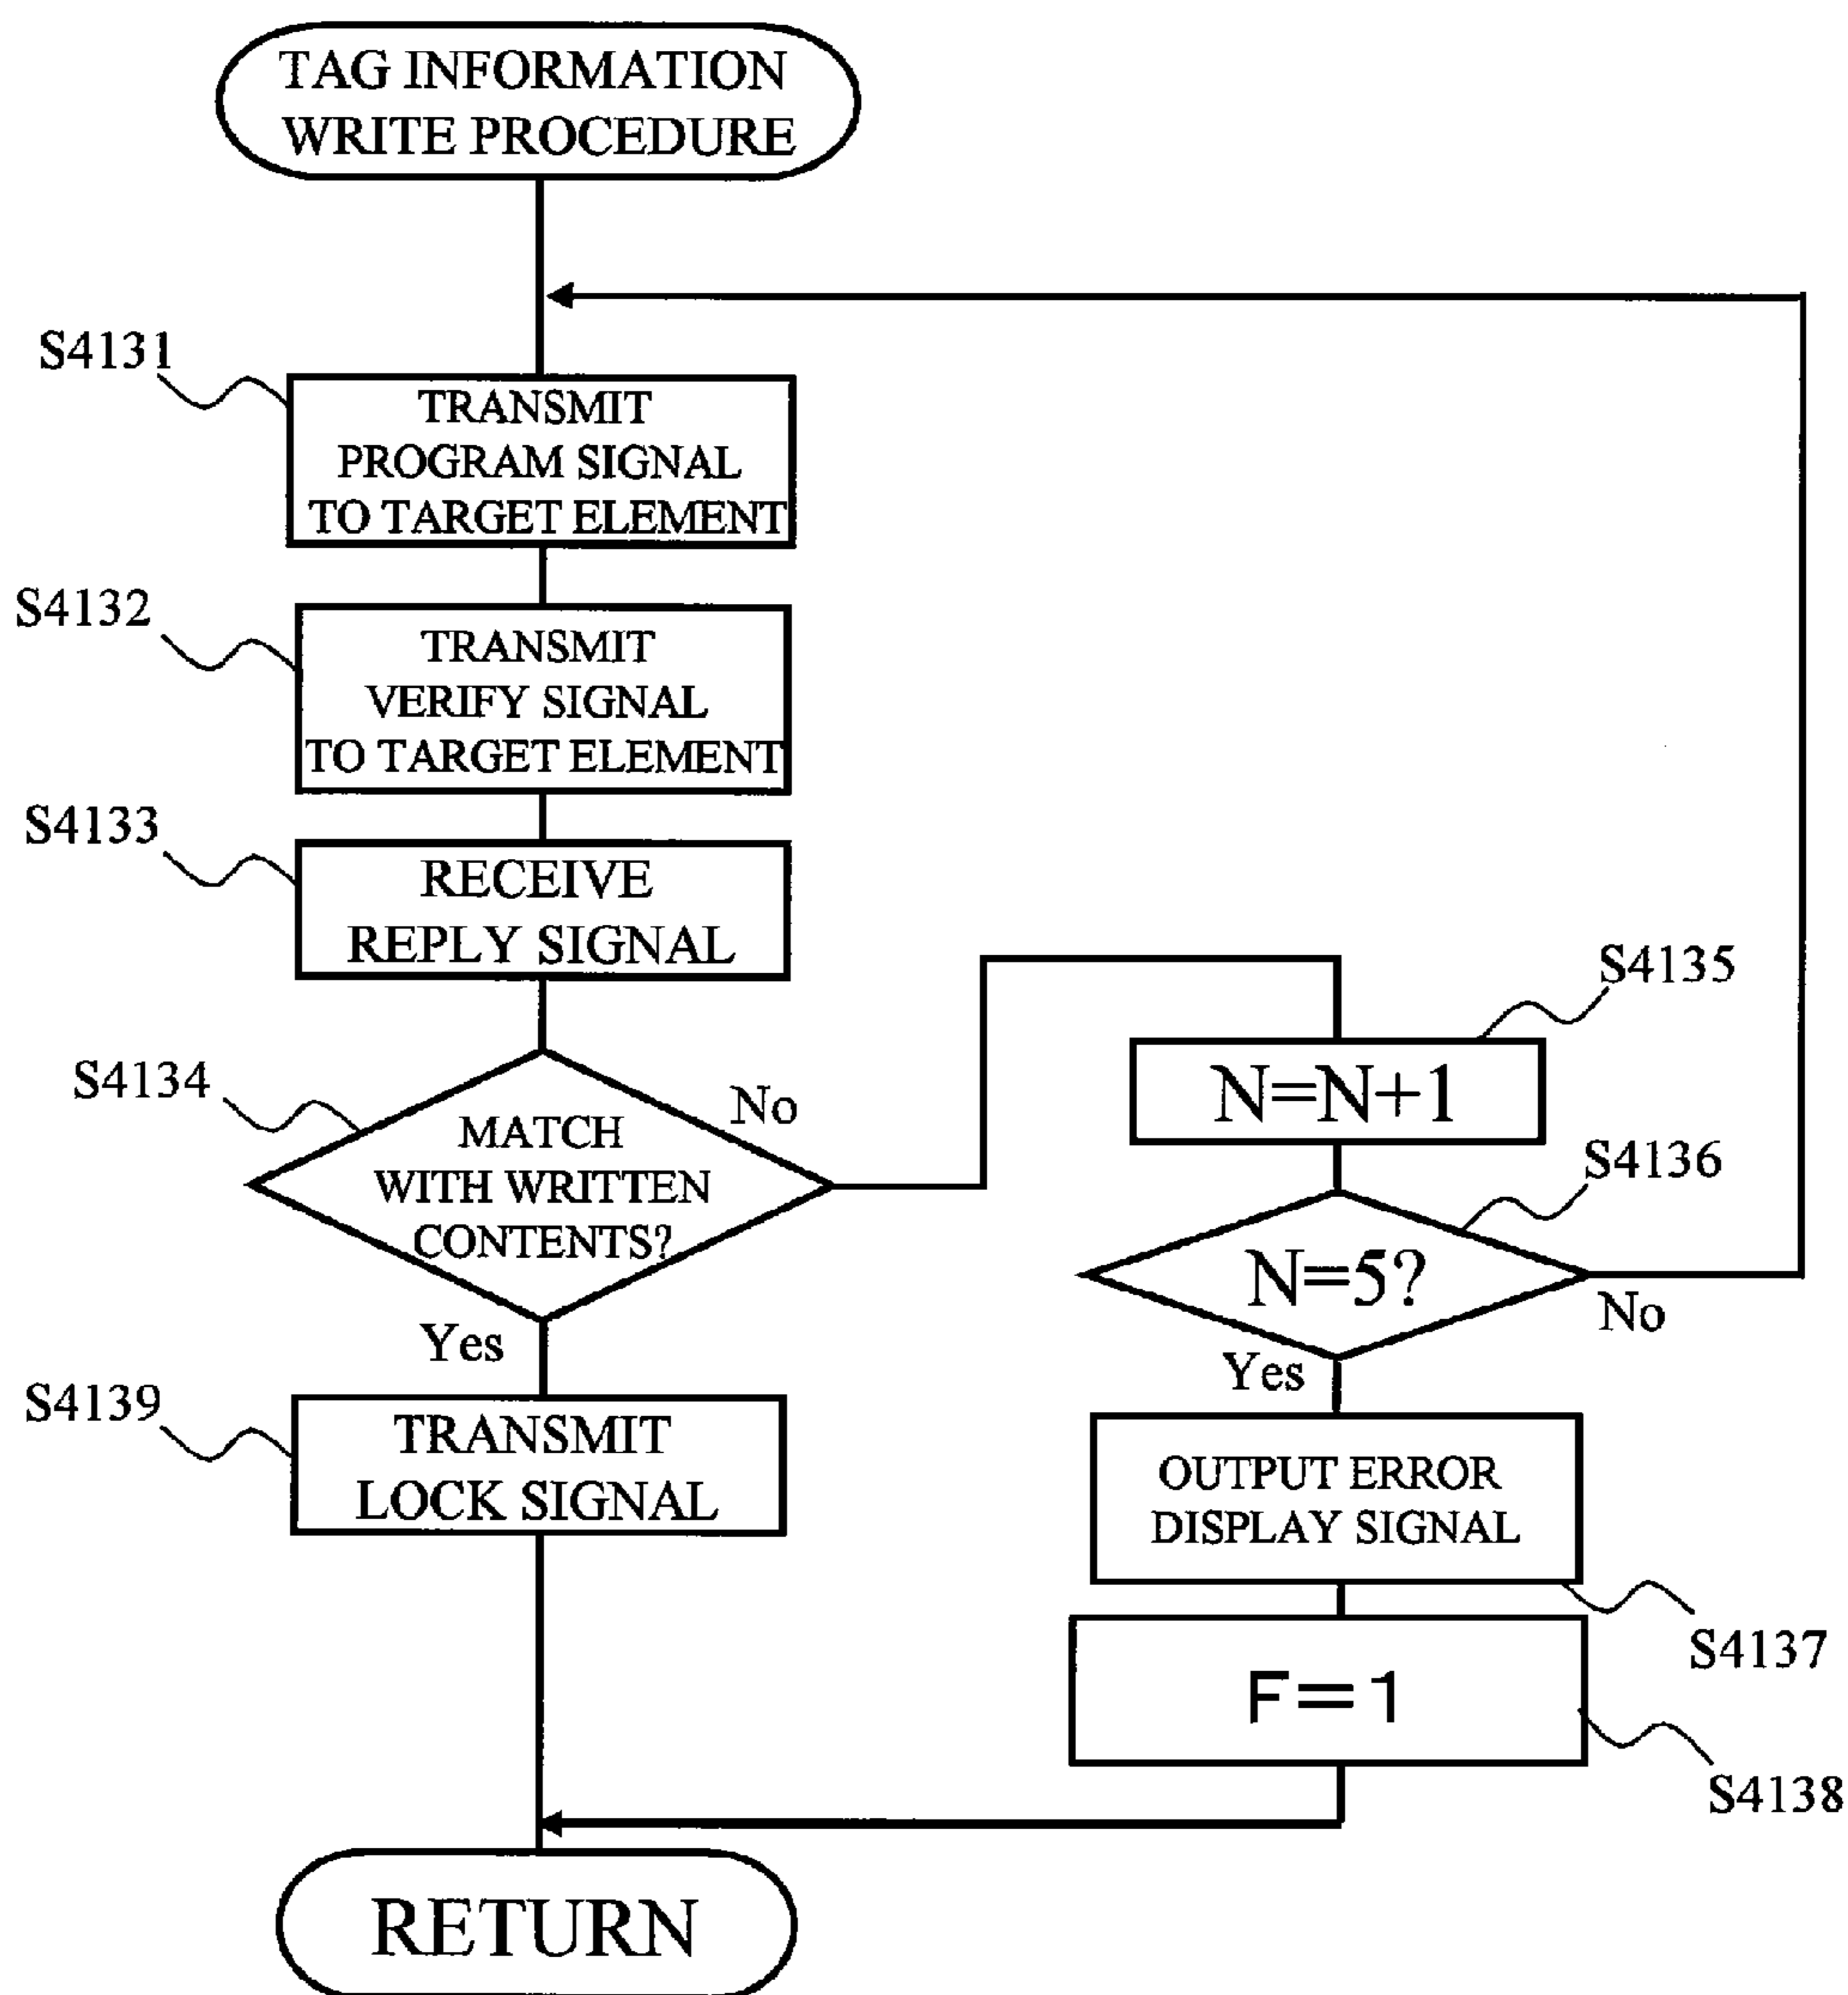 TAG INFORMATION
WRITE PROCEDURE
S4131
TRANSMIT
PROGRAM SIGNAL
TO TARGET ELEMENT
S4132
TRANSMIT
VERIFY SIGNAL
TO TARGET ELEMENT
S4133
RECEIVE
REPLY SIGNAL
S4134
MATCH
WITH WRITTEN
CONTENTS?
No
Yes
S4135
N=N+1
S4136
N=5?
No
Yes
S4139
TRANSMIT
LOCK SIGNAL
OUTPUT ERROR
DISPLAY SIGNAL
S4137
F=1
S4138
RETURN